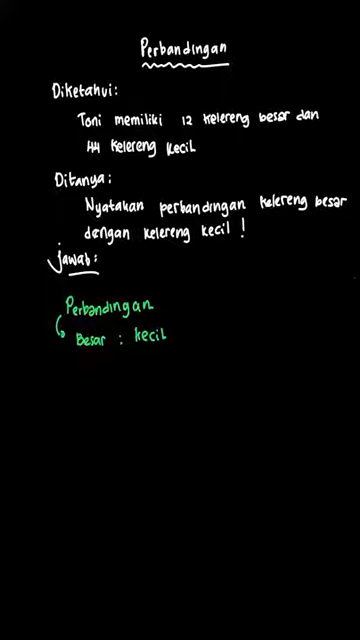 Perbandingan
Diketahui:
Toni memiliki 12 kelereng besar dan
44 kelereng kecil
Ditanya:
Nyatakan perbandingan kelereng besar
dengan kelereng kecil !
Jawab:
Perbandingan
Besar : kecil